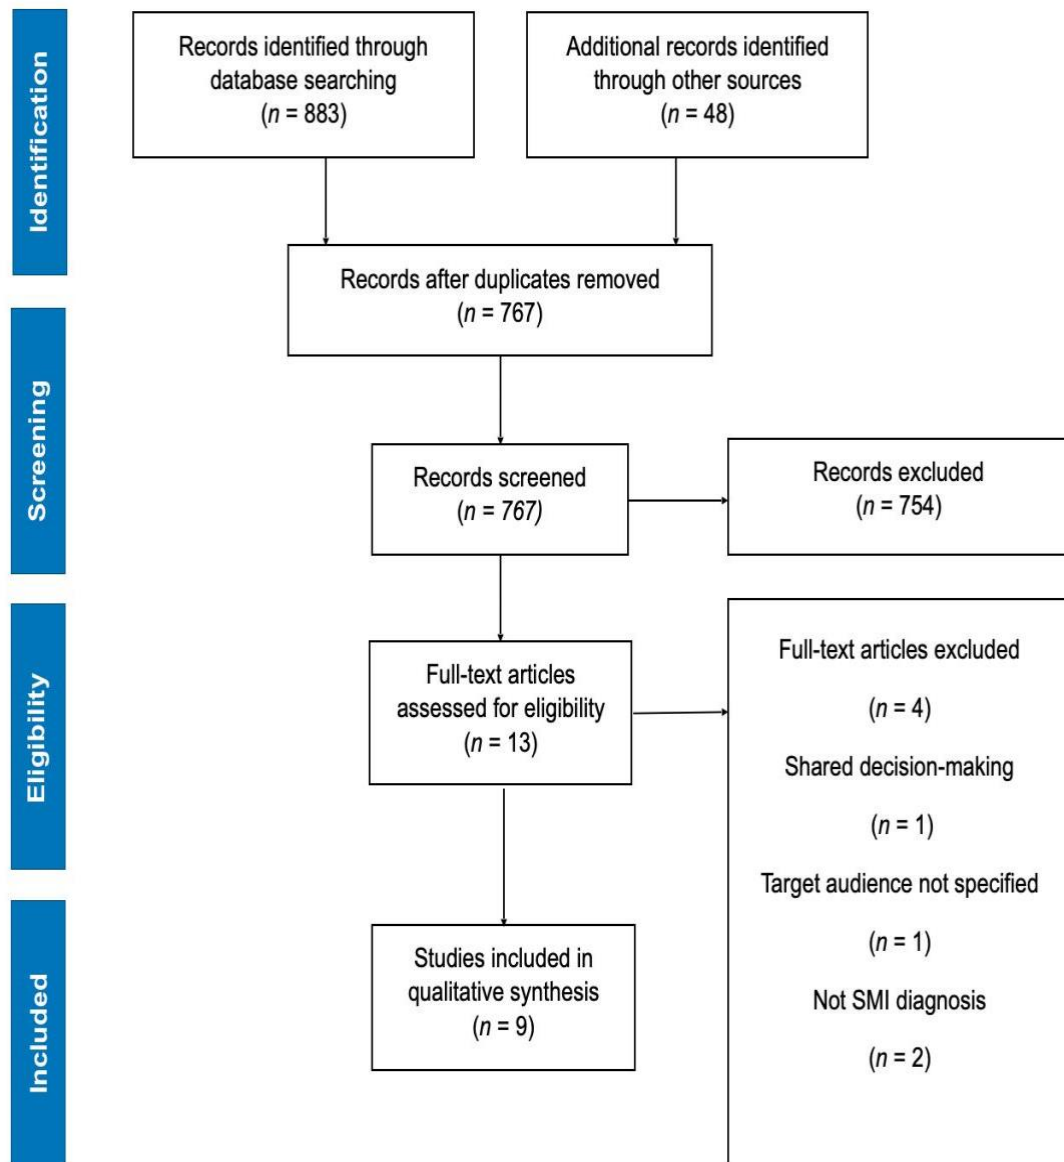 Identification
Records identified through
database searching
(n = 883)
Additional records identified
through other sources
(n = 48)
Records after duplicates removed
(n = 767)
Screening
Records screened
(n = 767)
Records excluded
(n = 754)
Eligibility
Full-text articles
assessed for eligibility
(n = 13)
Full-text articles excluded
(n = 4)
Shared decision-making
(n = 1)
Target audience not specified
(n = 1)
Not SMI diagnosis
(n = 2)
Included
Studies included in
qualitative synthesis
(n = 9)